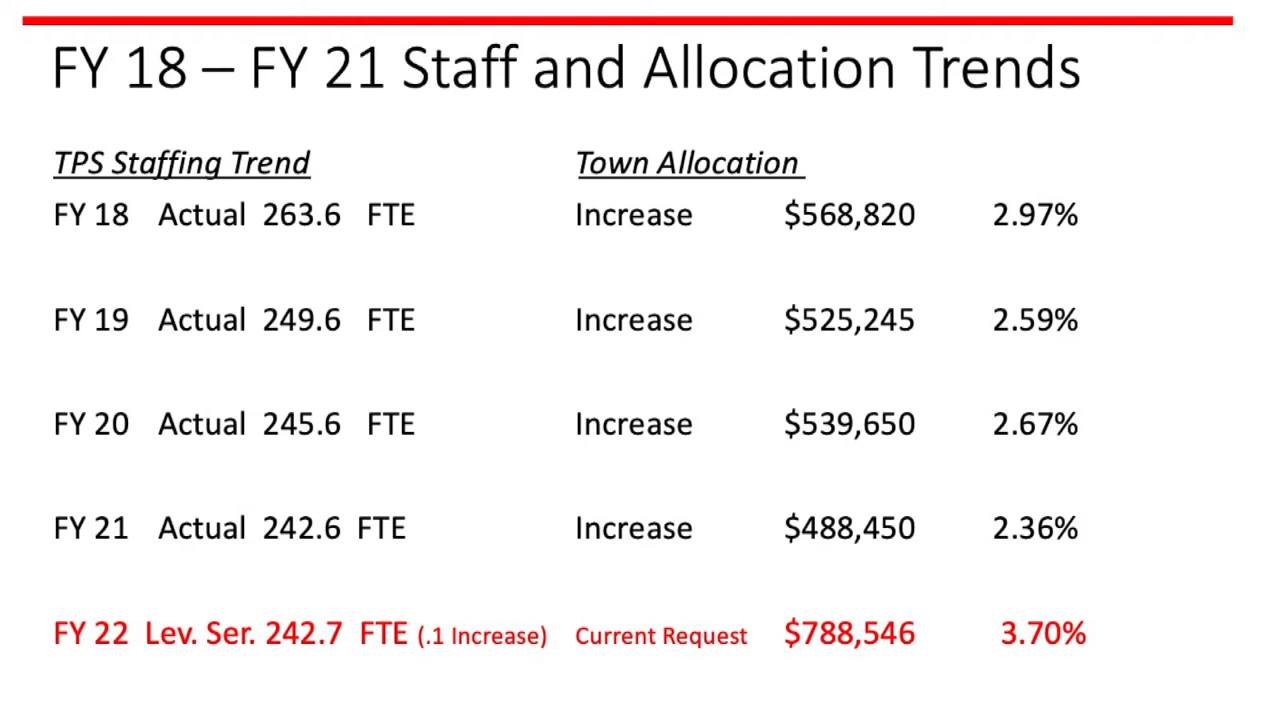 FY 18 – FY 21 Staff and Allocation Trends
TPS Staffing Trend Town Allocation
FY 18 Actual 263.6 FTE Increase $568,820 2.97%
FY 19 Actual 249.6 FTE Increase $525,245 2.59%
FY 20 Actual 245.6 FTE Increase $539,650 2.67%
FY 21 Actual 242.6 FTE Increase $488,450 2.36%
FY 22 Lev. Ser. 242.7 FTE (.1 Increase) Current Request $788,546 3.70%